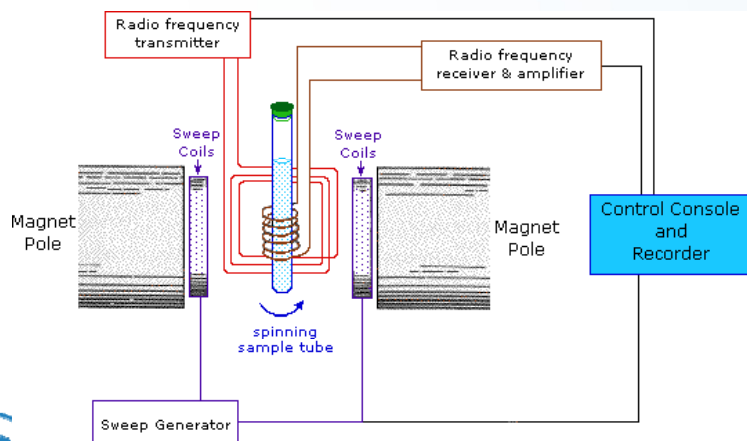 Radio frequency
transmitter
Radio frequency
receiver & amplifier
Sweep
Coils
Sweep
Coils
Magnet
Pole
Magnet
Pole
Control Console
and
Recorder
spinning
sample tube
Sweep Generator